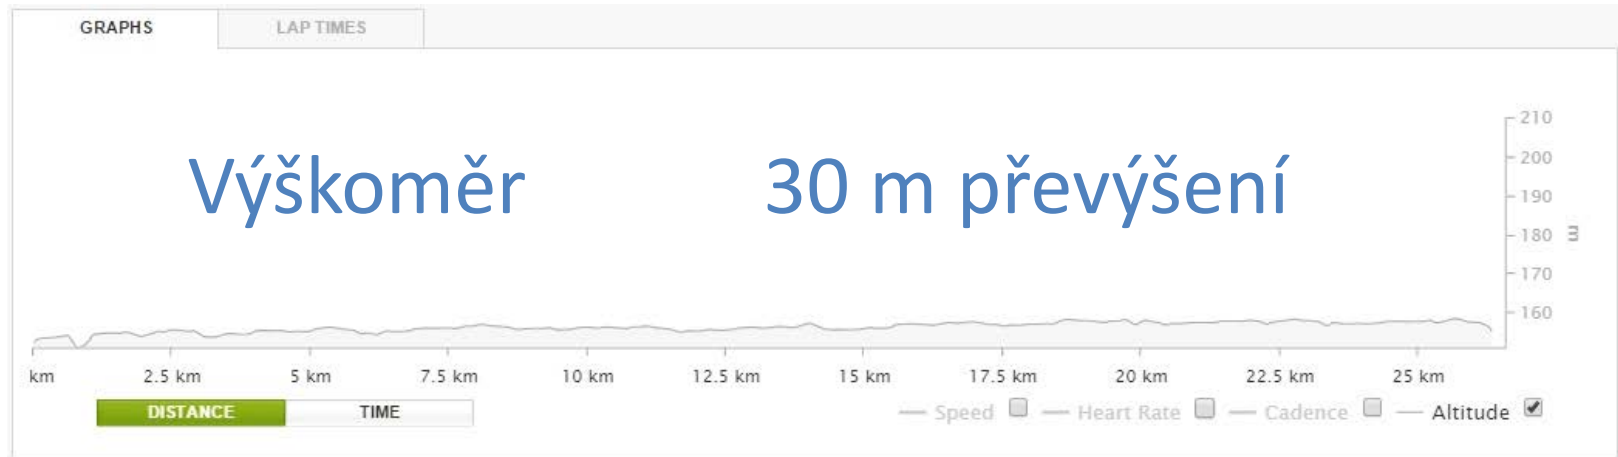 GRAPHS LAP TIMES
Výškoměr 30 m převýšení
210
200
190
180 m
170
160
km 2.5 km 5 km 7.5 km 10 km 12.5 km 15 km 17.5 km 20 km 22.5 km 25 km
DISTANCE TIME
Speed Heart Rate Cadence Altitude